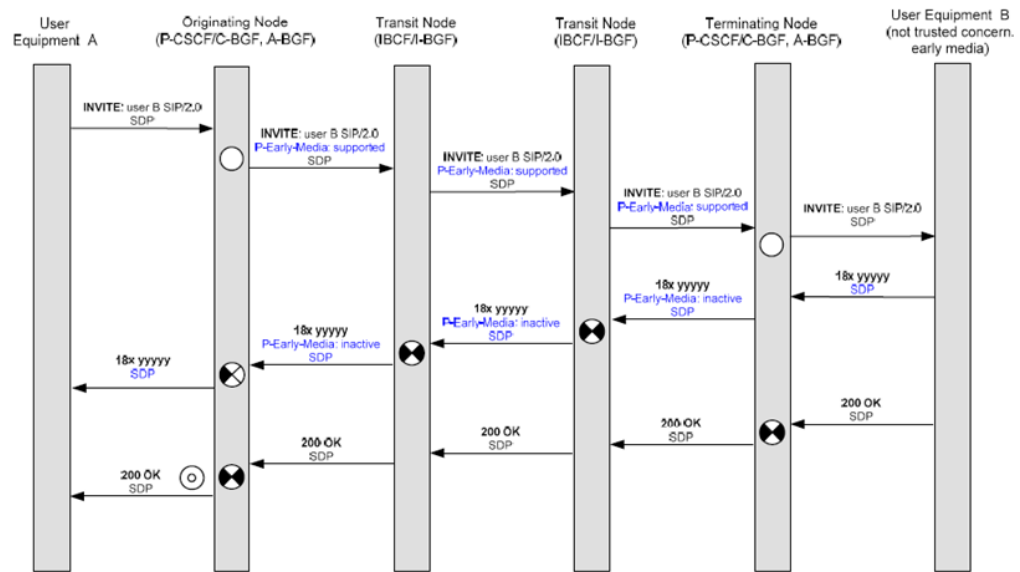 User
Equipment A
Originating Node
(P-CSCF/C-BGF, A-BGF)
Transit Node
(IBCF/I-BGF)
Transit Node
(IBCF/I-BGF)
Terminating Node
(P-CSCF/C-BGF, A-BGF)
User Equipment B
(not trusted concern.
early media)
INVITE: user B SIP/2.0
SDP
INVITE: user B SIP/2.0
P-Early-Media: supported
SDP
INVITE: user B SIP/2.0
P-Early-Media: supported
SDP
INVITE: user B SIP/2.0
P-Early-Media: supported
SDP
INVITE: user B SIP/2.0
SDP
18x yyyyy
SDP
18x yyyyy
P-Early-Media: inactive
SDP
18x yyyyy
P-Early-Media: inactive
SDP
18x yyyyy
P-Early-Media: inactive
SDP
18x yyyyy
SDP
200 OK
SDP
200 OK
SDP
200 OK
SDP
200 OK
SDP
200 OK
SDP